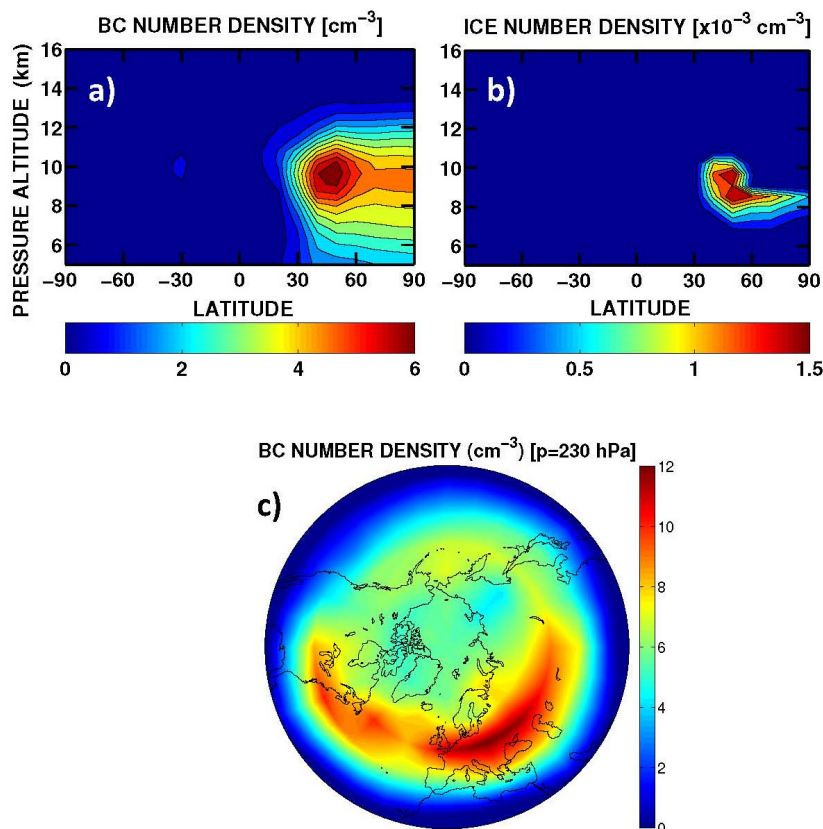 BC NUMBER DENSITY [cm⁻³]
ICE NUMBER DENSITY [x10⁻³ cm⁻³]
PRESSURE ALTITUDE (km)
16
14
12
10
8
6
a)
−90 −60 −30 0 30 60 90
LATITUDE
0 2 4 6
16
14
12
10
8
6
b)
−90 −60 −30 0 30 60 90
LATITUDE
0 0.5 1 1.5
BC NUMBER DENSITY (cm⁻³) [p=230 hPa]
c)
12
10
8
6
4
2
0